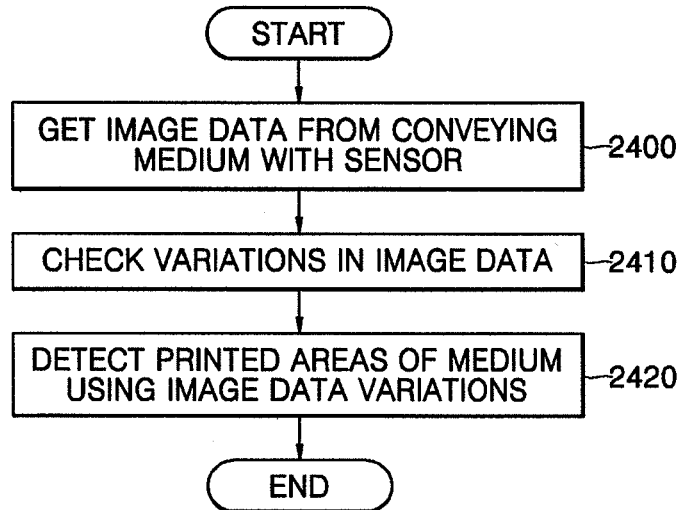 START
GET IMAGE DATA FROM CONVEYING
MEDIUM WITH SENSOR
2400
CHECK VARIATIONS IN IMAGE DATA
2410
DETECT PRINTED AREAS OF MEDIUM
USING IMAGE DATA VARIATIONS
2420
END